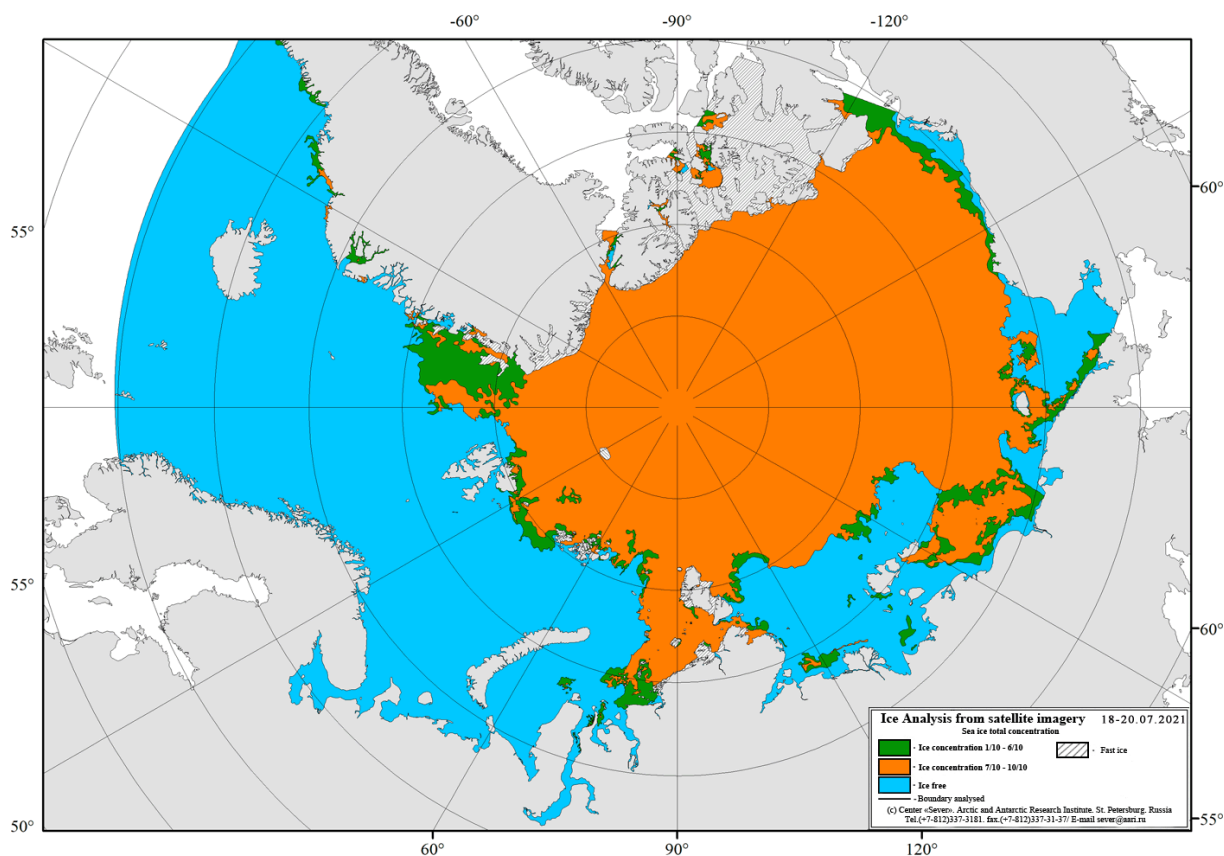 -60°
-90°
-120°
60°
55°
55°
60°
50°
55°
60°
90°
120°
Ice Analysis from satellite imagery 18-20.07.2021
Sea ice total concentration
- Ice concentration 1/10 - 6/10
- Fast ice
- Ice concentration 7/10 - 10/10
- Ice free
- Boundary analysed
(c) Center «Sever». Arctic and Antarctic Research Institute. St. Petersburg. Russia
Tel.(+7-812)337-3181. fax.(+7-812)337-31-37/ E-mail sever@aari.ru